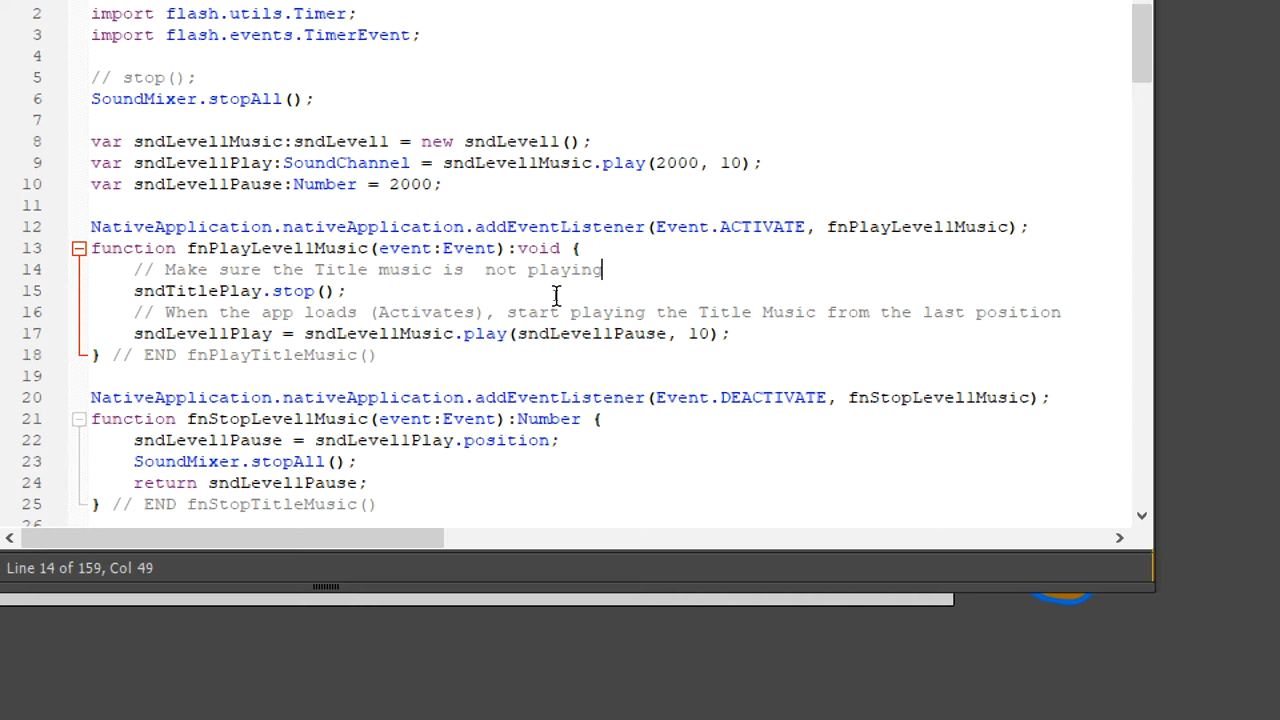 2 import flash.utils.Timer;
3 import flash.events.TimerEvent;
4
5 // stop();
6 SoundMixer.stopAll();
7
8 var sndLevel1Music:sndLevel1 = new sndLevel1();
9 var sndLevel1Play:SoundChannel = sndLevel1Music.play(2000, 10);
10 var sndLevel1Pause:Number = 2000;
11
12 NativeApplication.nativeApplication.addEventListener(Event.ACTIVATE, fnPlayLevel1Music);
13 function fnPlayLevel1Music(event:Event):void {
14 // Make sure the Title music is  not playing
15 sndTitlePlay.stop();
16 // When the app loads (Activates), start playing the Title Music from the last position
17 sndLevel1Play = sndLevel1Music.play(sndLevel1Pause, 10);
18 } // END fnPlayTitleMusic()
19
20 NativeApplication.nativeApplication.addEventListener(Event.DEACTIVATE, fnStopLevel1Music);
21 function fnStopLevel1Music(event:Event):Number {
22 sndLevel1Pause = sndLevel1Play.position;
23 SoundMixer.stopAll();
24 return sndLevel1Pause;
25 } // END fnStopTitleMusic()
26
Line 14 of 159, Col 49